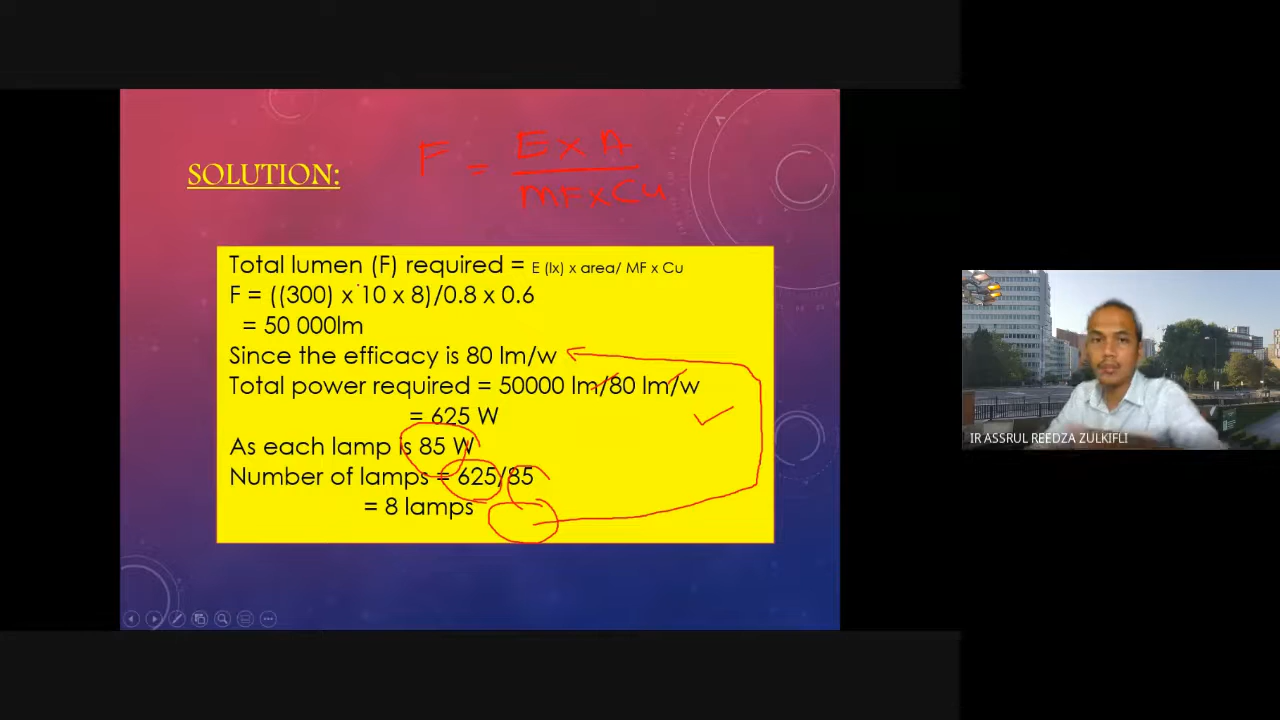 SOLUTION:
F = E x A
MF x Cu
Total lumen (F) required = E (lx) x area/ MF x Cu
F = ((300) x 10 x 8)/0.8 x 0.6
= 50 000lm
Since the efficacy is 80 lm/w
Total power required = 50000 lm/80 lm/w
= 625 W
As each lamp is 85 W
Number of lamps = 625/85
= 8 lamps
IR ASSRUL REEDZA ZULKIFLI